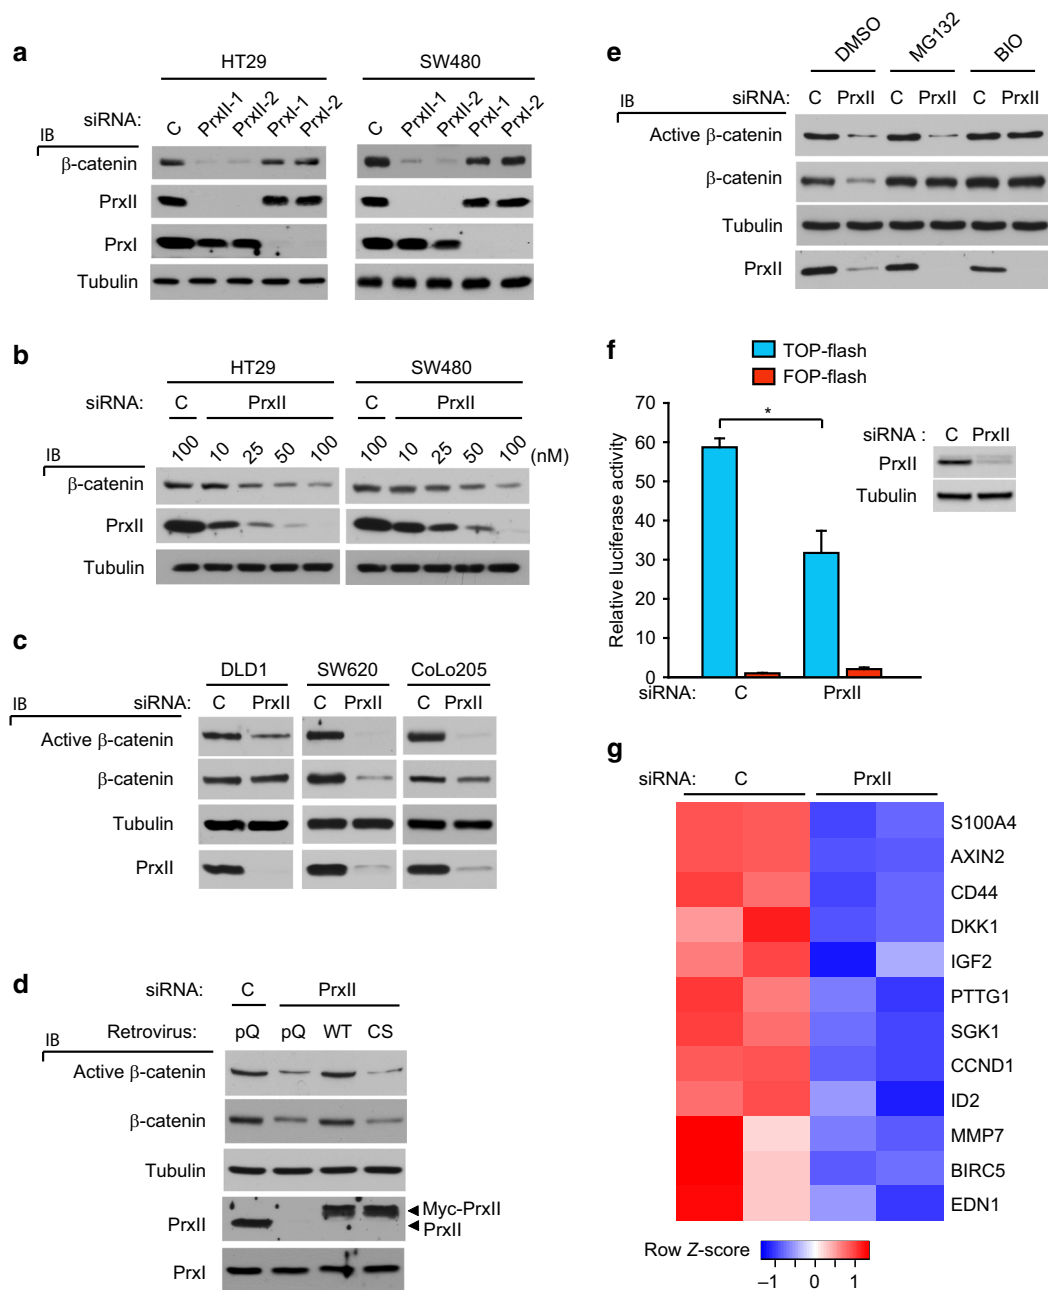 a
HT29 SW480
siRNA: C PrxII-1 PrxII-2 PrxI-1 PrxI-2 C PrxII-1 PrxII-2 PrxI-1 PrxI-2
IB
β-catenin
PrxII
PrxI
Tubulin
b
HT29 SW480
siRNA: C PrxII C PrxII
100 10 25 50 100 100 10 25 50 100 (nM)
IB
β-catenin
PrxII
Tubulin
c
DLD1 SW620 CoLo205
IB siRNA: C PrxII C PrxII C PrxII
Active β-catenin
β-catenin
Tubulin
PrxII
d
siRNA: C PrxII
Retrovirus: pQ pQ WT CS
IB
Active β-catenin
β-catenin
Tubulin
PrxII Myc-PrxII
PrxII
PrxI
e
DMSO MG132 BIO
IB siRNA: C PrxII C PrxII C PrxII
Active β-catenin
β-catenin
Tubulin
PrxII
f
TOP-flash
FOP-flash
Relative luciferase activity
70
60
50
40
30
20
10
0
*
siRNA: C PrxII
siRNA : C PrxII
PrxII
Tubulin
g
siRNA: C PrxII
S100A4
AXIN2
CD44
DKK1
IGF2
PTTG1
SGK1
CCND1
ID2
MMP7
BIRC5
EDN1
Row Z-score
–1 0 1